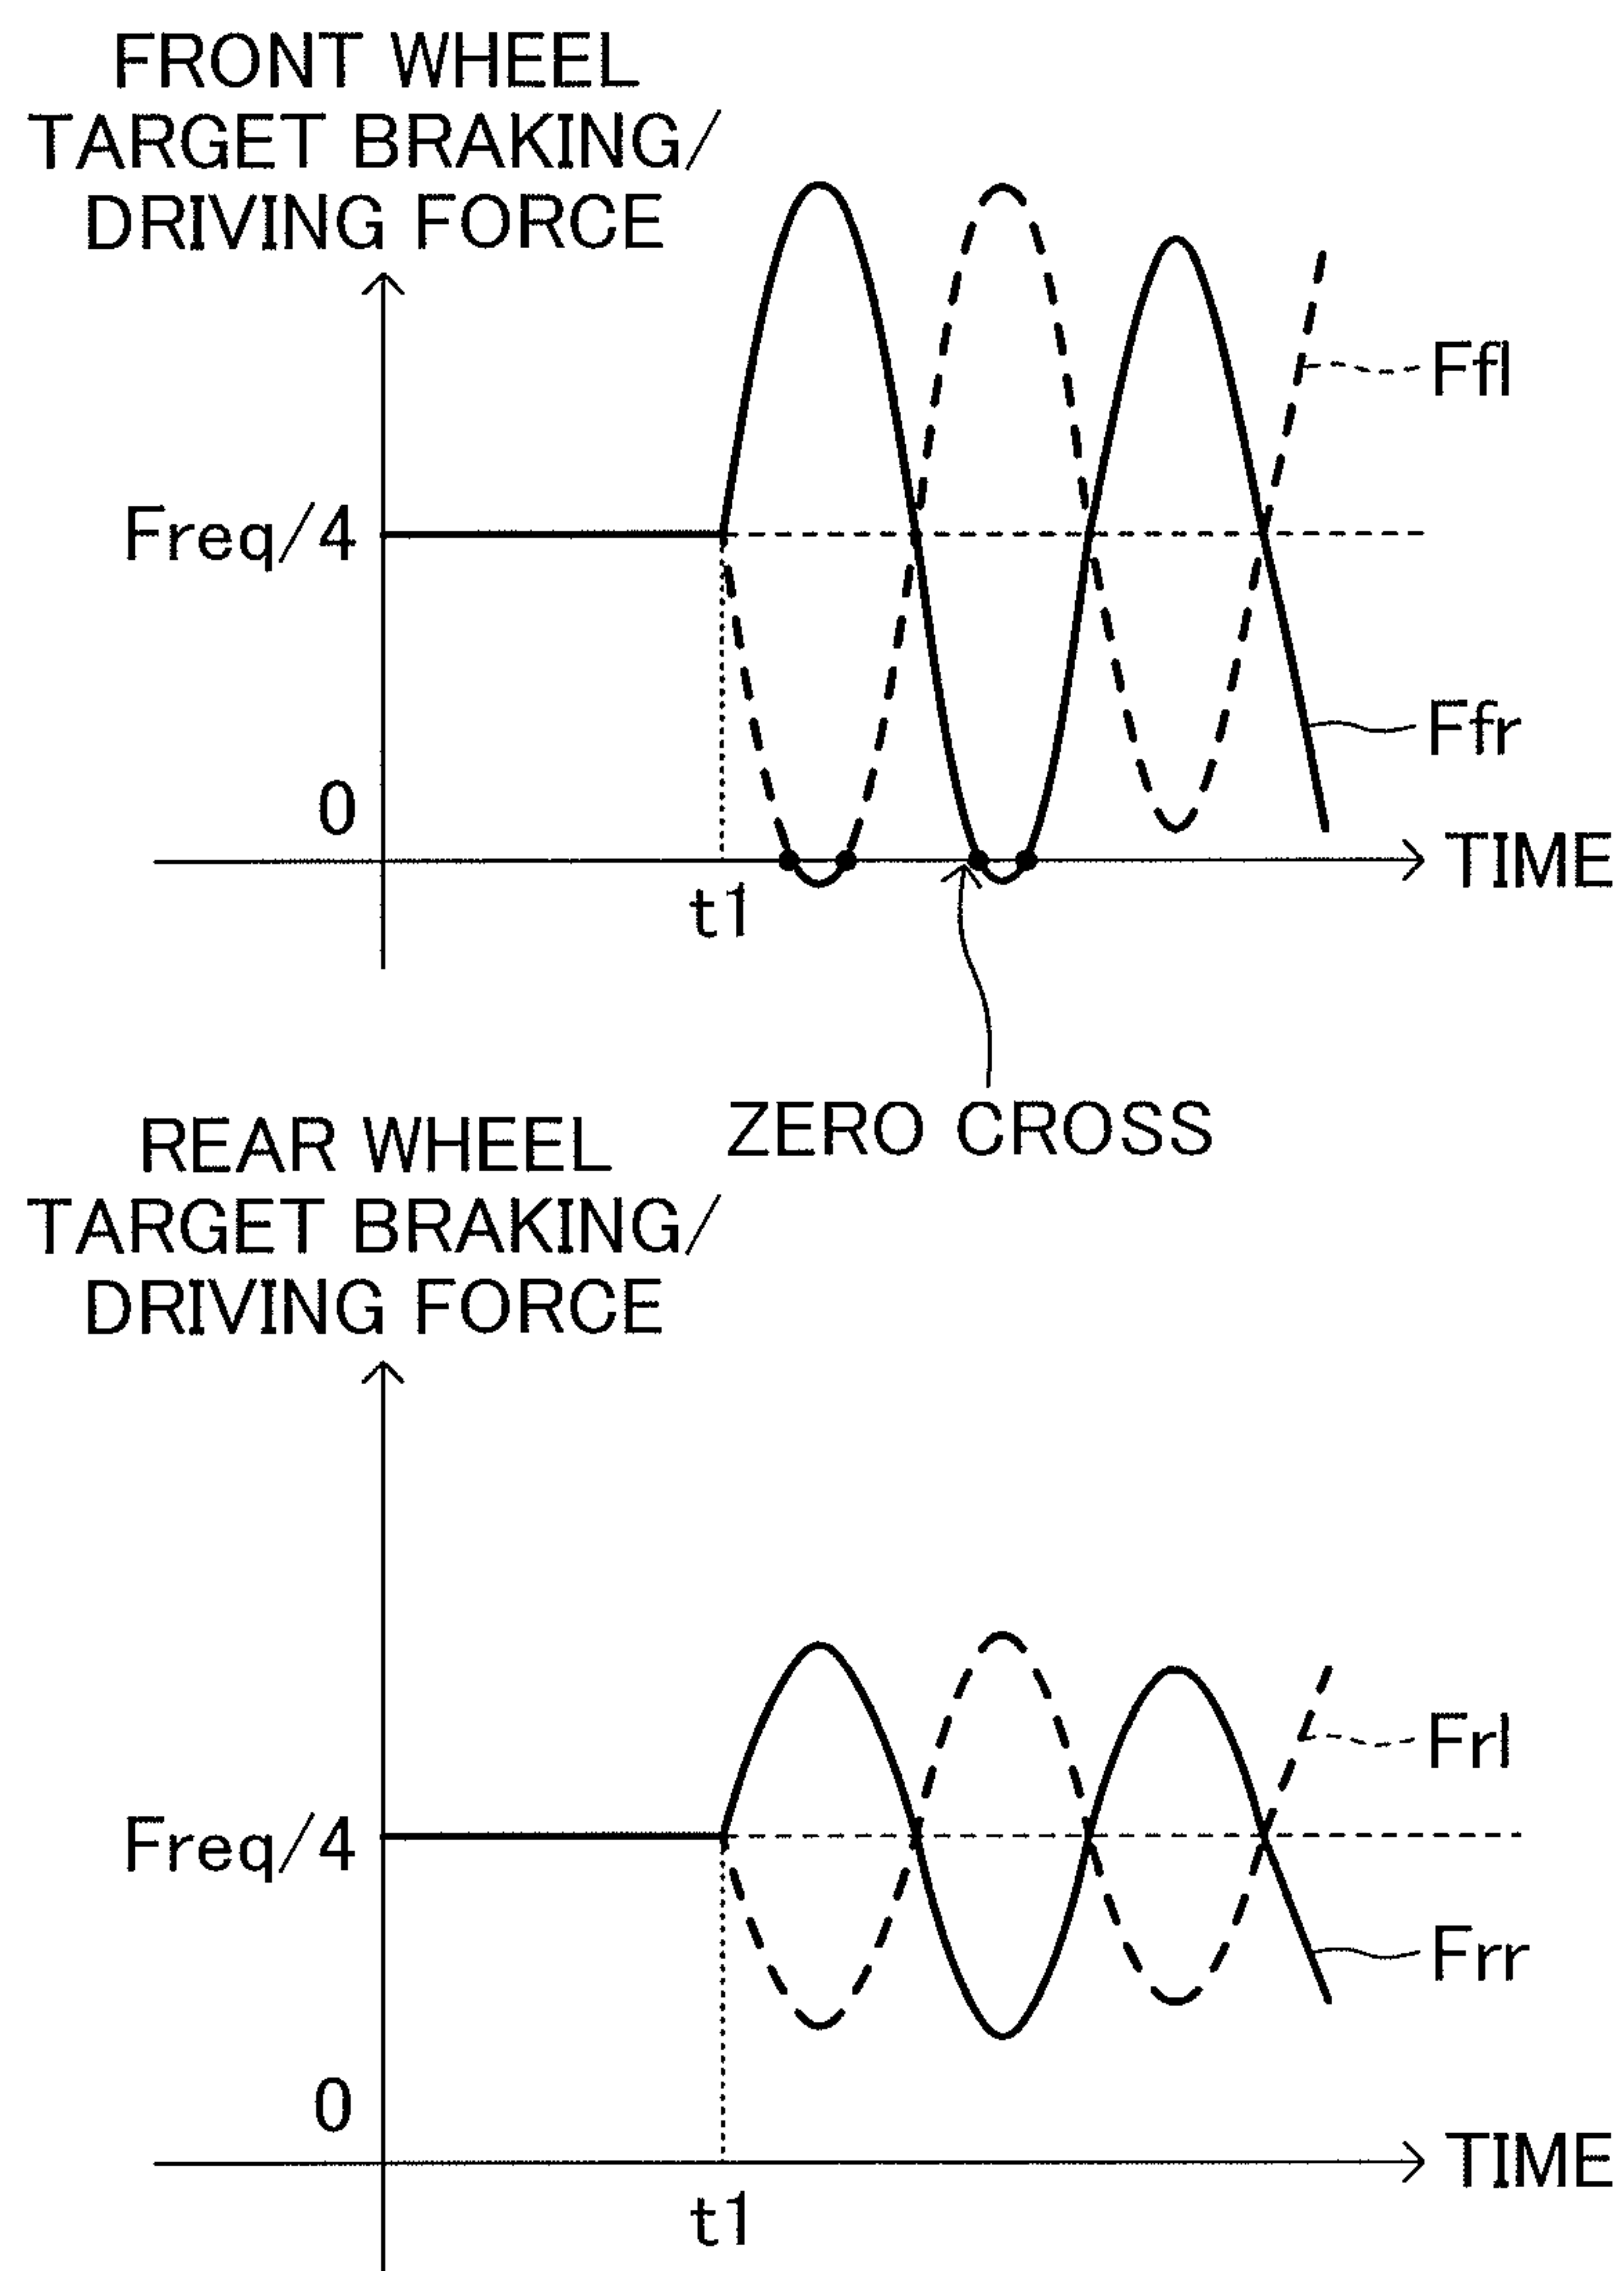 FRONT WHEEL
TARGET BRAKING/
DRIVING FORCE
Ffl
Freq/4
Ffr
0
TIME
t1
ZERO CROSS
REAR WHEEL
TARGET BRAKING/
DRIVING FORCE
Frl
Freq/4
Frr
0
TIME
t1